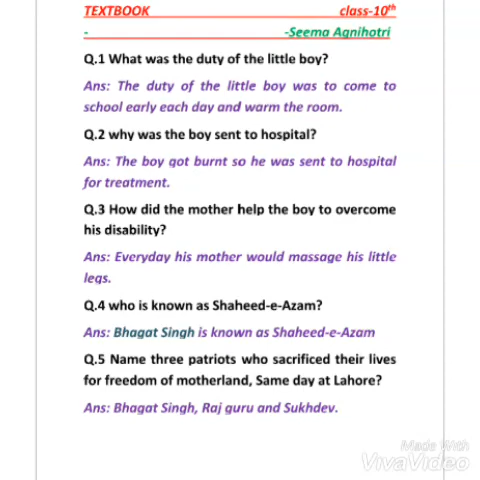 TEXTBOOK class-10th
- -Seema Agnihotri
Q.1 What was the duty of the little boy?
Ans: The duty of the little boy was to come to
school early each day and warm the room.
Q.2 why was the boy sent to hospital?
Ans: The boy got burnt so he was sent to hospital
for treatment.
Q.3 How did the mother help the boy to overcome
his disability?
Ans: Everyday his mother would massage his little
legs.
Q.4 who is known as Shaheed-e-Azam?
Ans: Bhagat Singh is known as Shaheed-e-Azam
Q.5 Name three patriots who sacrificed their lives
for freedom of motherland, Same day at Lahore?
Ans: Bhagat Singh, Raj guru and Sukhdev.
Made With
VivaVideo